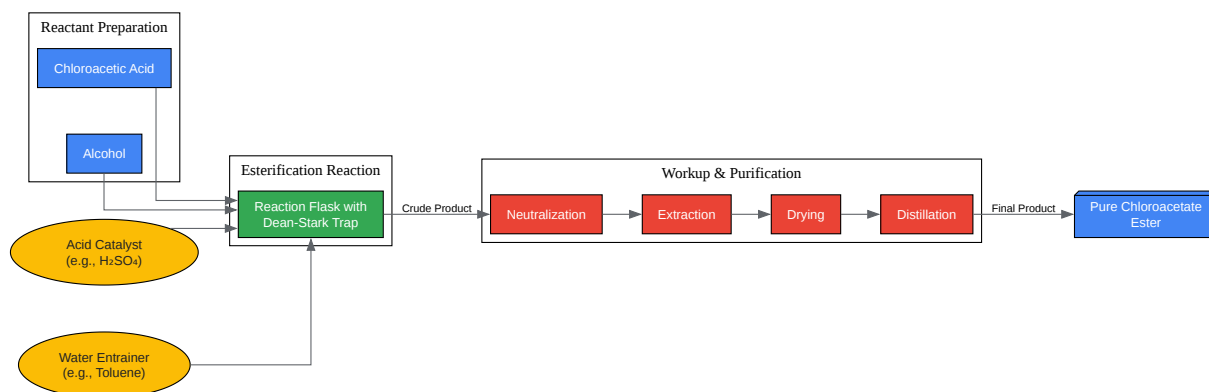 Reactant Preparation
Chloroacetic Acid
Alcohol
Acid Catalyst
(e.g., H₂SO₄)
Water Entrainer
(e.g., Toluene)
Esterification Reaction
Reaction Flask with
Dean-Stark Trap
Crude Product
Workup & Purification
Neutralization
Extraction
Drying
Distillation
Final Product
Pure Chloroacetate
Ester